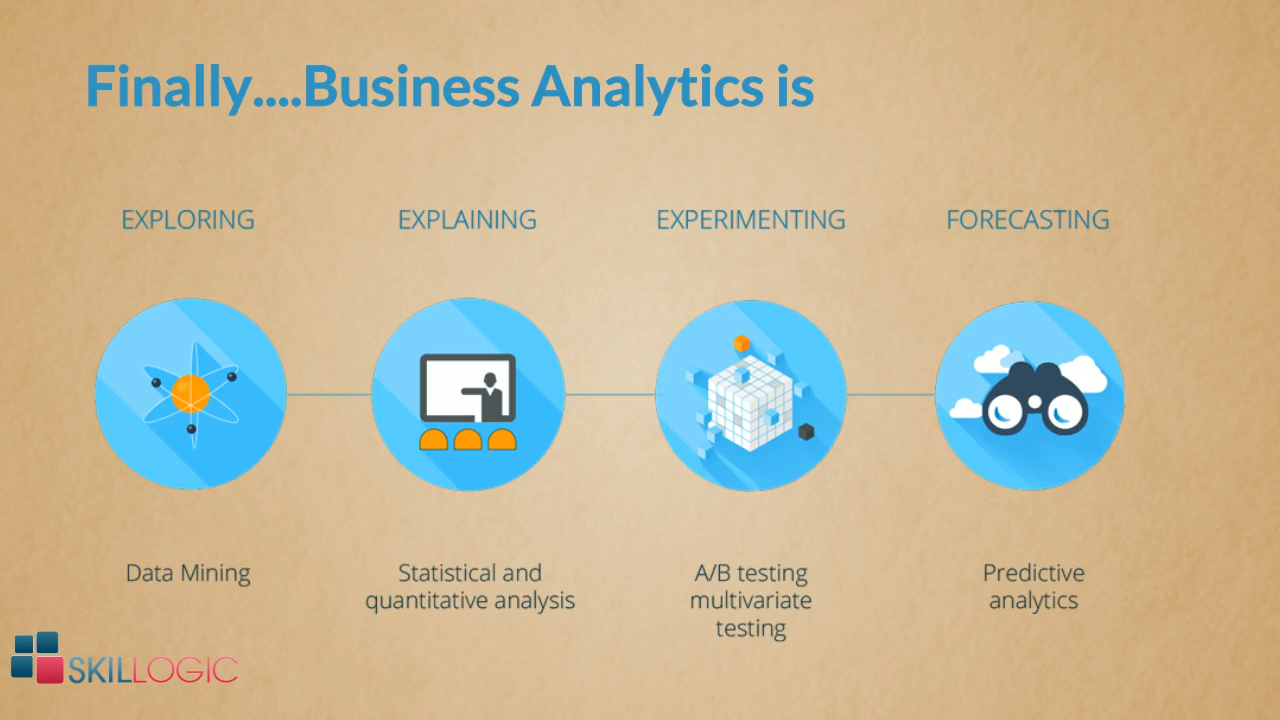 Finally....Business Analytics is
EXPLORING
EXPLAINING
EXPERIMENTING
FORECASTING
Data Mining
Statistical and
quantitative analysis
A/B testing
multivariate
testing
Predictive
analytics
SKILLOGIC